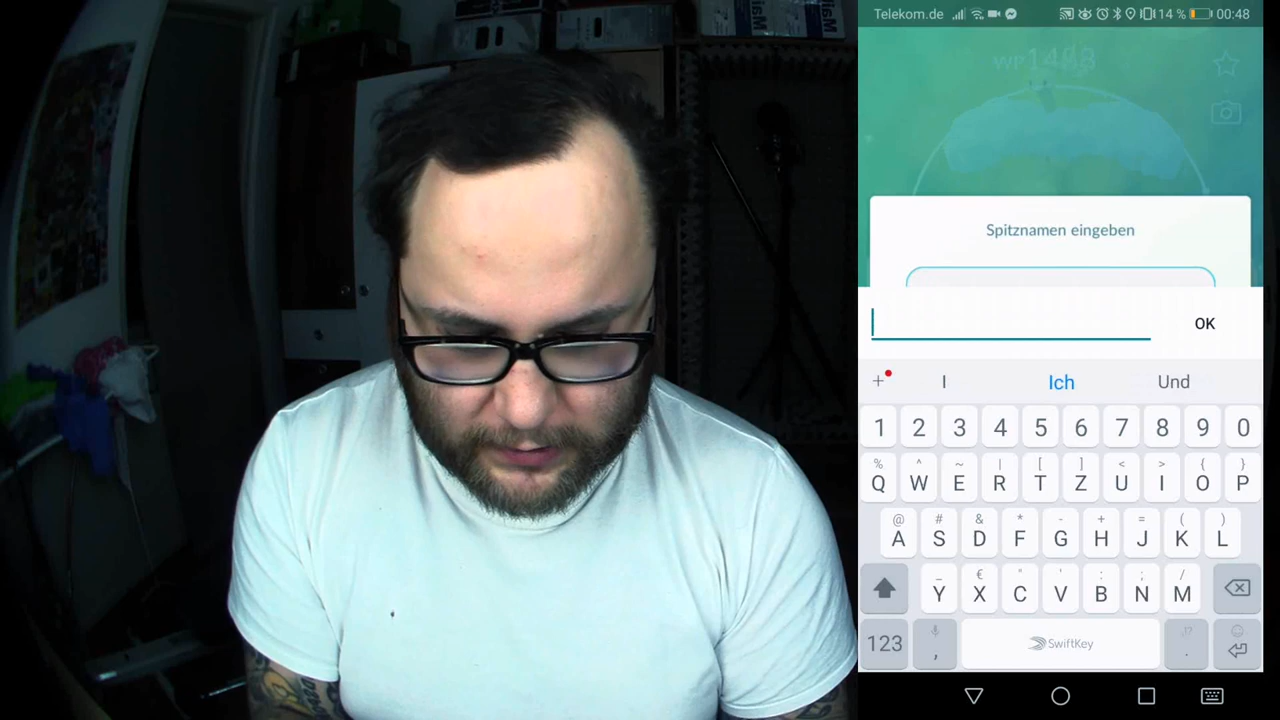 Telekom.de 14 % 00:48
WP1483
Spitznamen eingeben
OK
+ I Ich Und
1 2 3 4 5 6 7 8 9 0
% ^ ~ | [ ] < > { }
Q W E R T Z U I O P
@ # & * - + = ( )
A S D F G H J K L
_ € " ' : ; /
Y X C V B N M
123 , SwiftKey .